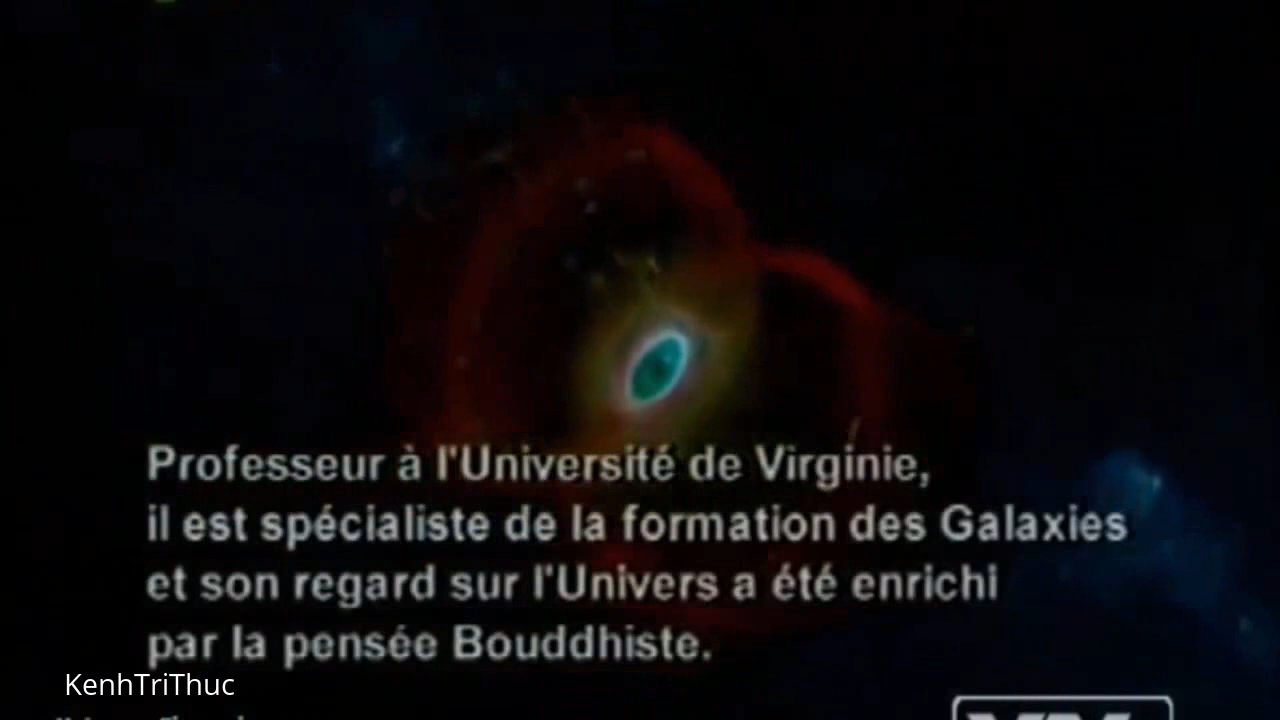 Professeur à l'Université de Virginie,
il est spécialiste de la formation des Galaxies
et son regard sur l'Univers a été enrichi
par la pensée Bouddhiste.
KenhTriThuc